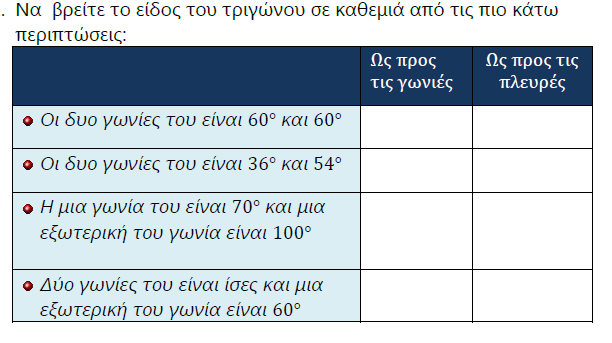 . Να βρείτε το είδος του τριγώνου σε καθεμιά από τις πιο κάτω
περιπτώσεις:
Ως προς
τις γωνιές
Ως προς τις
πλευρές
Οι δυο γωνίες του είναι 60° και 60°
Οι δυο γωνίες του είναι 36° και 54°
Η μια γωνία του είναι 70° και μια
εξωτερική του γωνία είναι 100°
Δύο γωνίες του είναι ίσες και μια
εξωτερική του γωνία είναι 60°